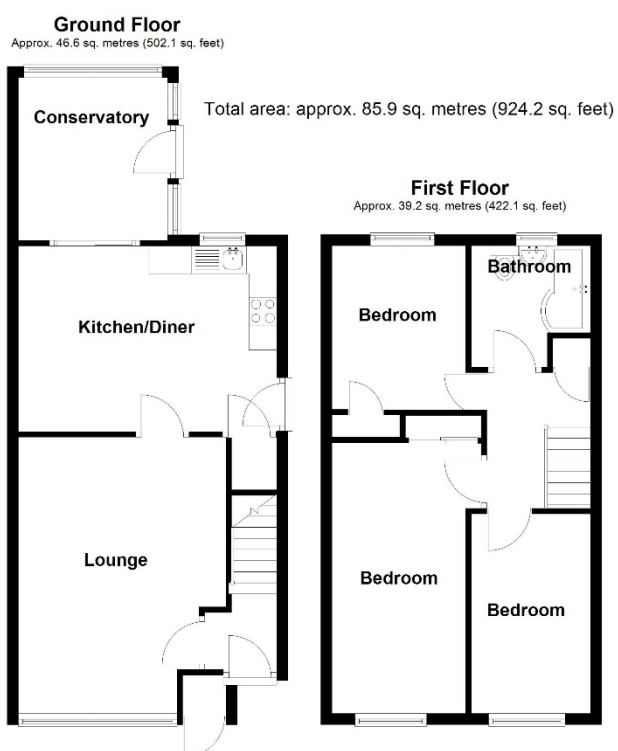 Ground Floor
Approx. 46.6 sq. metres (502.1 sq. feet)
Conservatory
Total area: approx. 85.9 sq. metres (924.2 sq. feet)
Kitchen/Diner
Lounge
First Floor
Approx. 39.2 sq. metres (422.1 sq. feet)
Bathroom
Bedroom
Bedroom
Bedroom